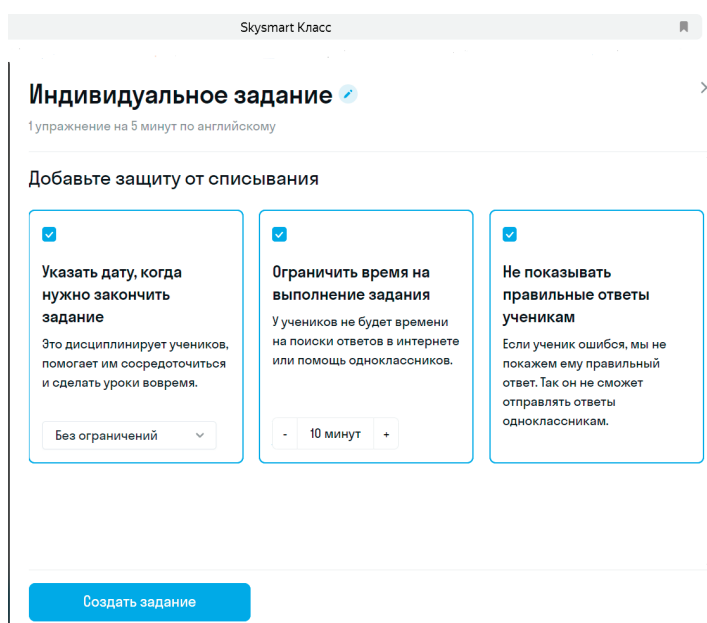 Skysmart Класс
Индивидуальное задание
1 упражнение на 5 минут по английскому
Добавьте защиту от списывания
Указать дату, когда
нужно закончить
задание
Это дисциплинирует учеников,
помогает им сосредоточиться
и сделать уроки вовремя.
Без ограничений
Ограничить время на
выполнение задания
У учеников не будет времени
на поиски ответов в интернете
или помощь одноклассников.
- 10 минут +
Не показывать
правильные ответы
ученикам
Если ученик ошибся, мы не
покажем ему правильный
ответ. Так он не сможет
отправлять ответы
одноклассникам.
Создать задание